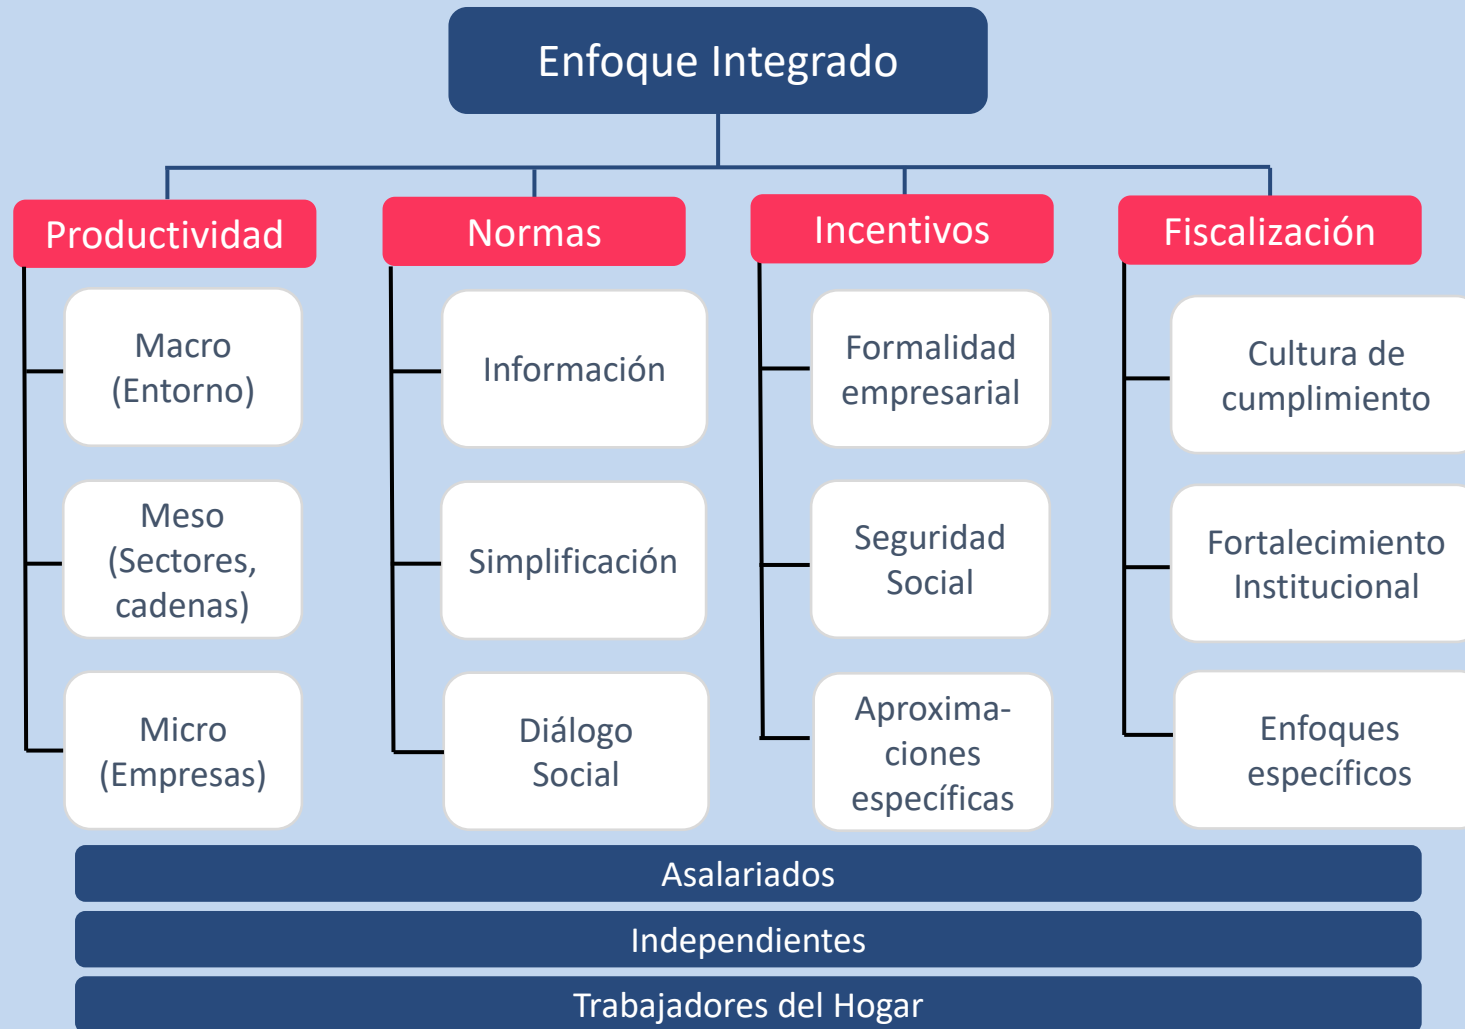 Enfoque Integrado
Productividad
Macro
(Entorno)
Meso
(Sectores,
cadenas)
Micro
(Empresas)
Normas
Información
Simplificación
Diálogo
Social
Incentivos
Formalidad
empresarial
Seguridad
Social
Aproxima-
ciones
específicas
Fiscalización
Cultura de
cumplimiento
Fortalecimiento
Institucional
Enfoques
específicos
Asalariados
Independientes
Trabajadores del Hogar